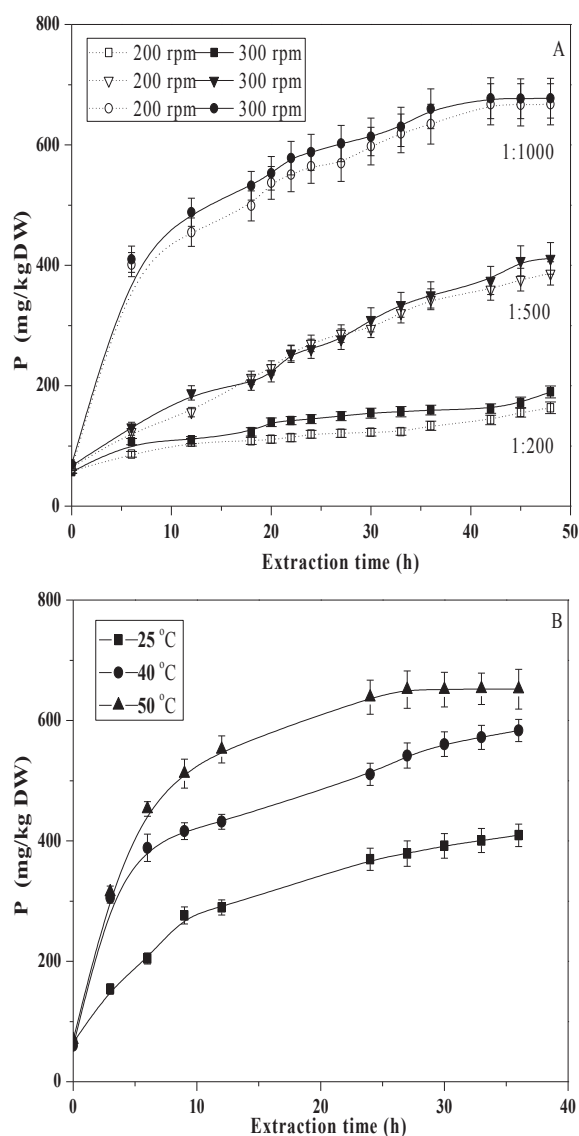 800
A
200 rpm 300 rpm
200 rpm 300 rpm
200 rpm 300 rpm
600
1:1000
P (mg/kgDW)
400
1:500
200
1:200
0
0 10 20 30 40 50
Extraction time (h)
800
B
25 °C
40 °C
50 °C
600
P (mg/kg DW)
400
200
0
0 10 20 30 40
Extraction time (h)